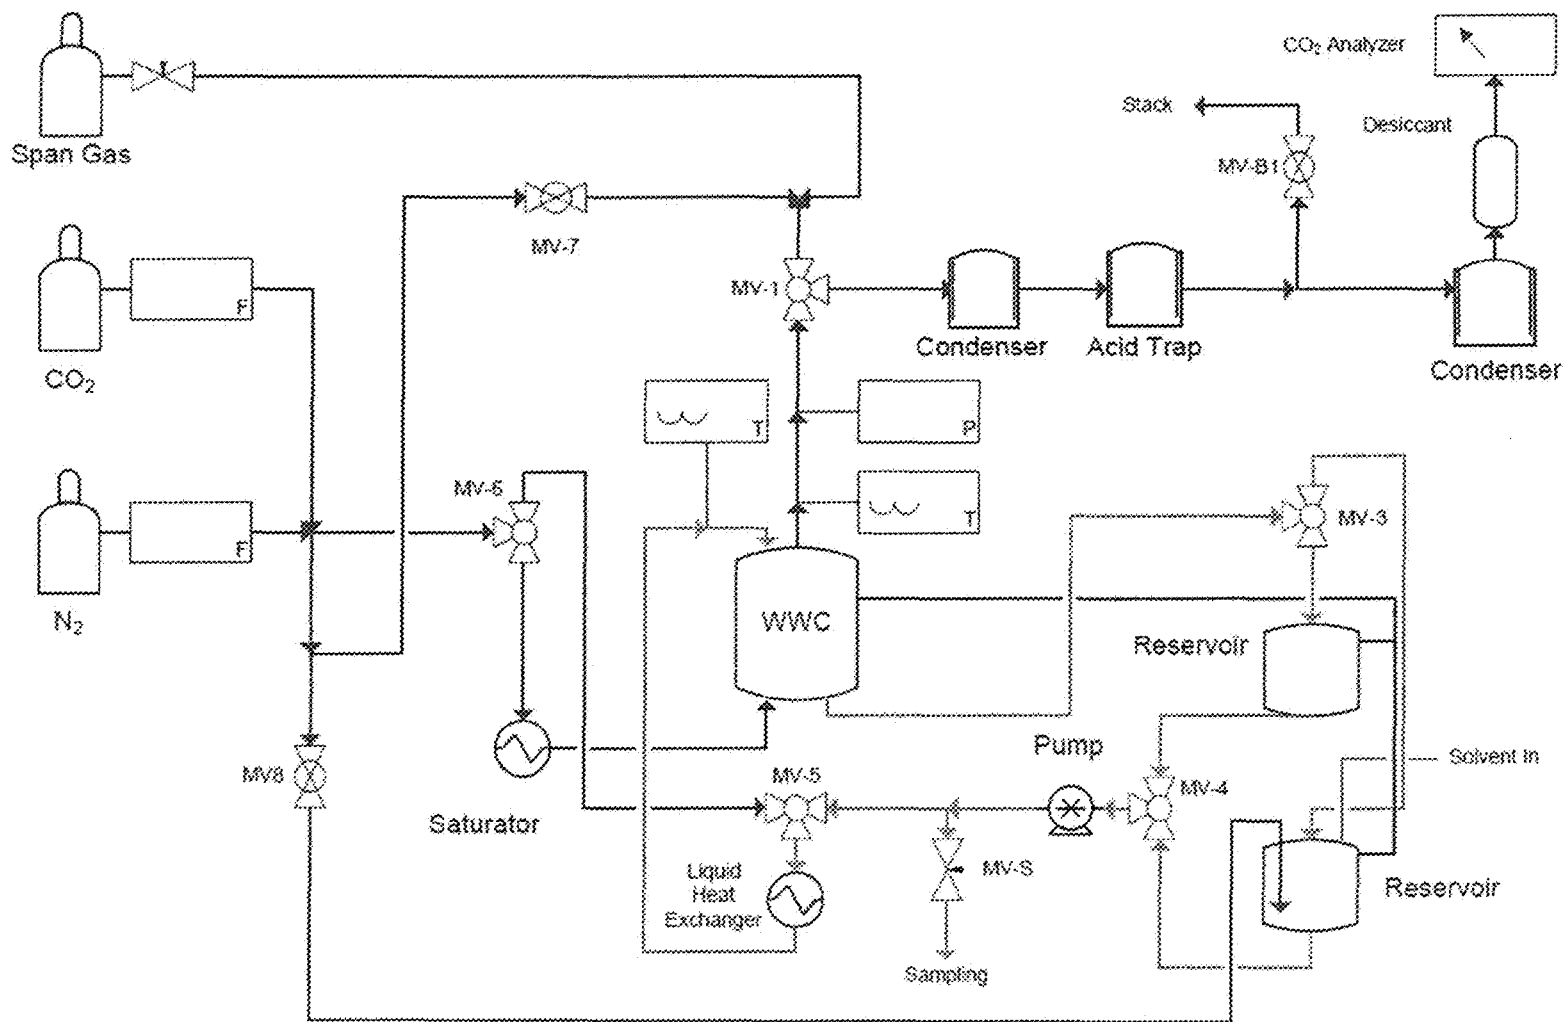 CO₂ Analyzer
Stack
Desiccant
Span Gas
MV-B1
MV-7
MV-1
F
CO₂
Condenser
Acid Trap
Condenser
T
P
MV-6
T
MV-3
F
N₂
WWC
Reservoir
Pump
Solvent In
MV8
MV-5
MV-4
Saturator
Liquid
Heat
Exchanger
MV-S
Reservoir
Sampling